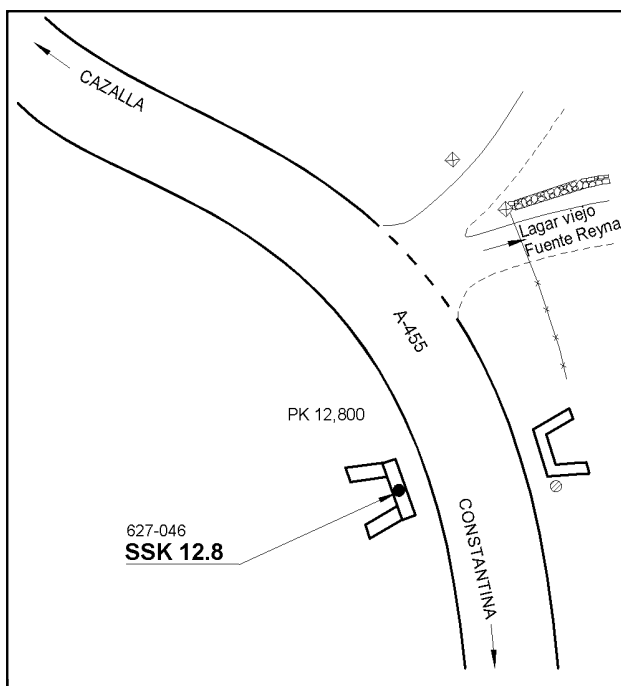 CAZALLA
Lagar viejo
Fuente Reyna
A-455
PK 12,800
627-046
SSK 12.8
CONSTANTINA